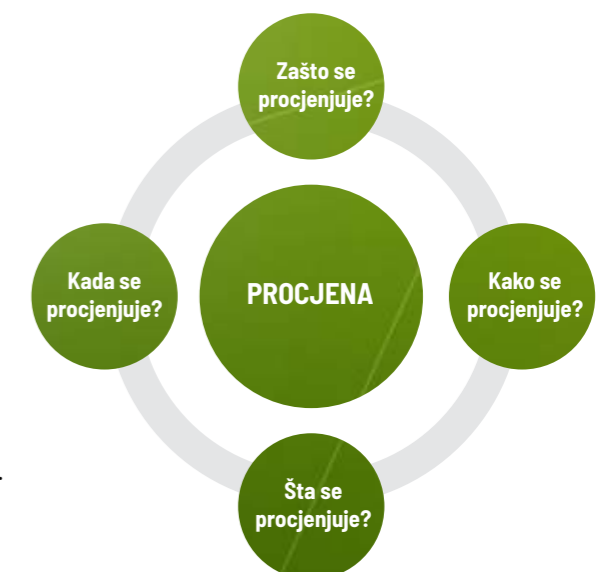 Zašto se
procjenjuje?
Kada se
procjenjuje?
PROCJENA
Kako se
procjenjuje?
Šta se
procjenjuje?